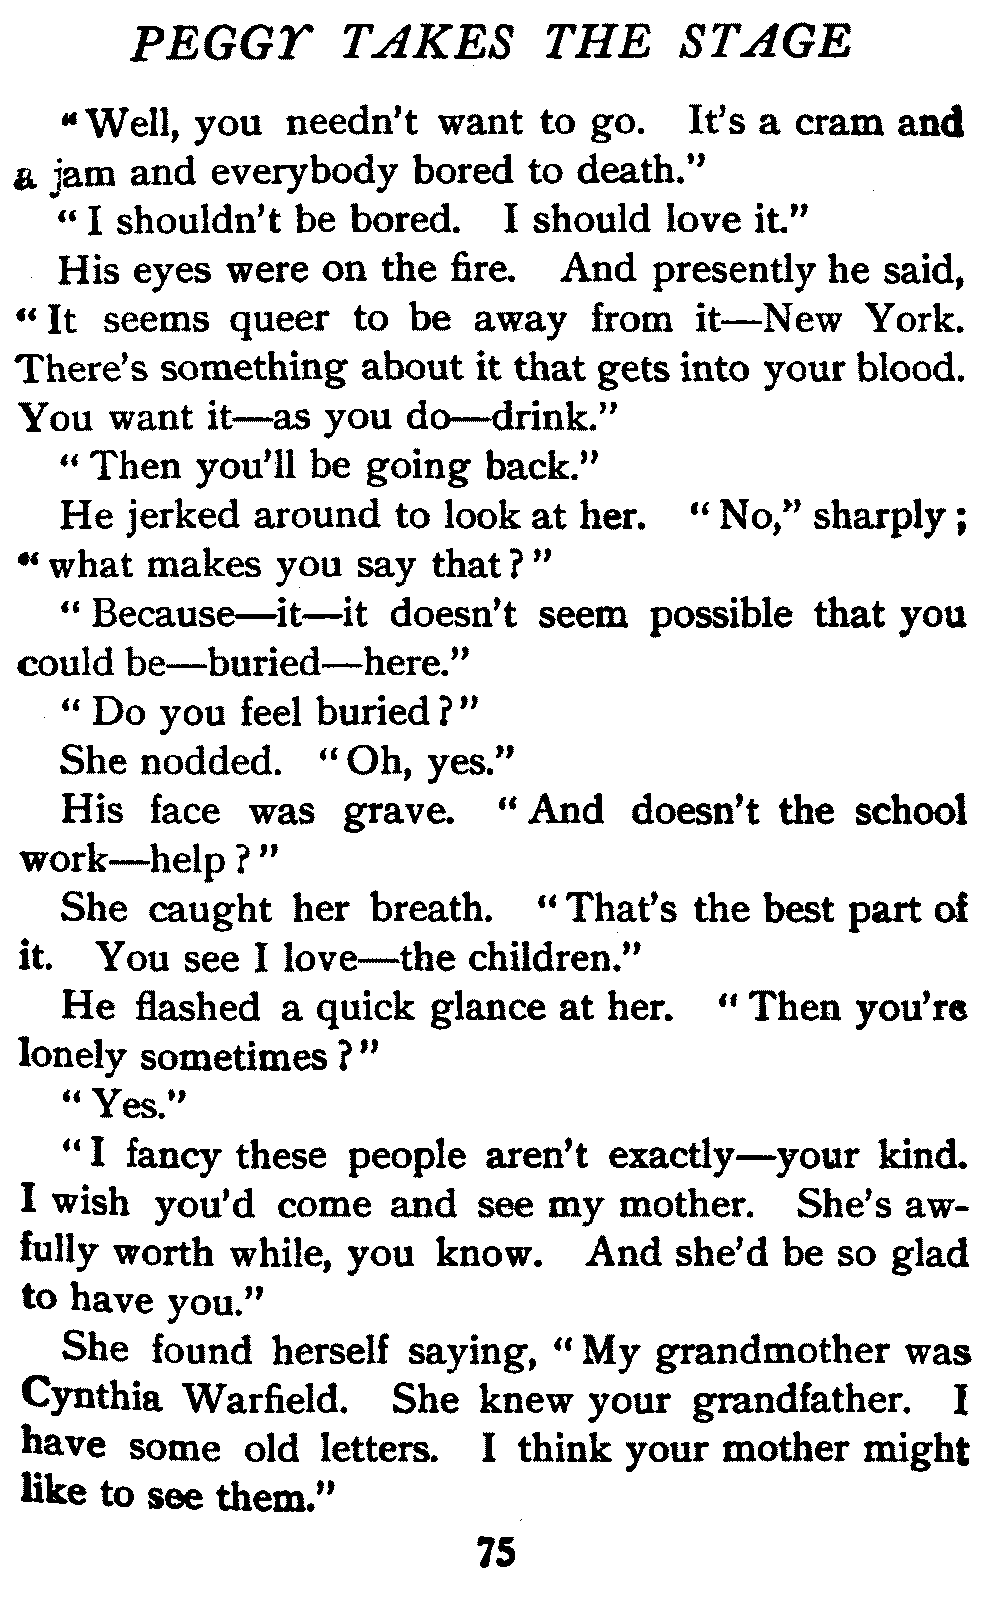 PEGGY TAKES THE STAGE
"Well, you needn't want to go. It's a cram and
a jam and everybody bored to death."
"I shouldn't be bored. I should love it."
His eyes were on the fire. And presently he said,
"It seems queer to be away from it—New York.
There's something about it that gets into your blood.
You want it—as you do—drink."
"Then you'll be going back."
He jerked around to look at her. "No," sharply;
"what makes you say that?"
"Because—it—it doesn't seem possible that you
could be—buried—here."
"Do you feel buried?"
She nodded. "Oh, yes."
His face was grave. "And doesn't the school
work—help?"
She caught her breath. "That's the best part of
it. You see I love—the children."
He flashed a quick glance at her. "Then you're
lonely sometimes?"
"Yes."
"I fancy these people aren't exactly—your kind.
I wish you'd come and see my mother. She's aw-
fully worth while, you know. And she'd be so glad
to have you."
She found herself saying, "My grandmother was
Cynthia Warfield. She knew your grandfather. I
have some old letters. I think your mother might
like to see them."
75